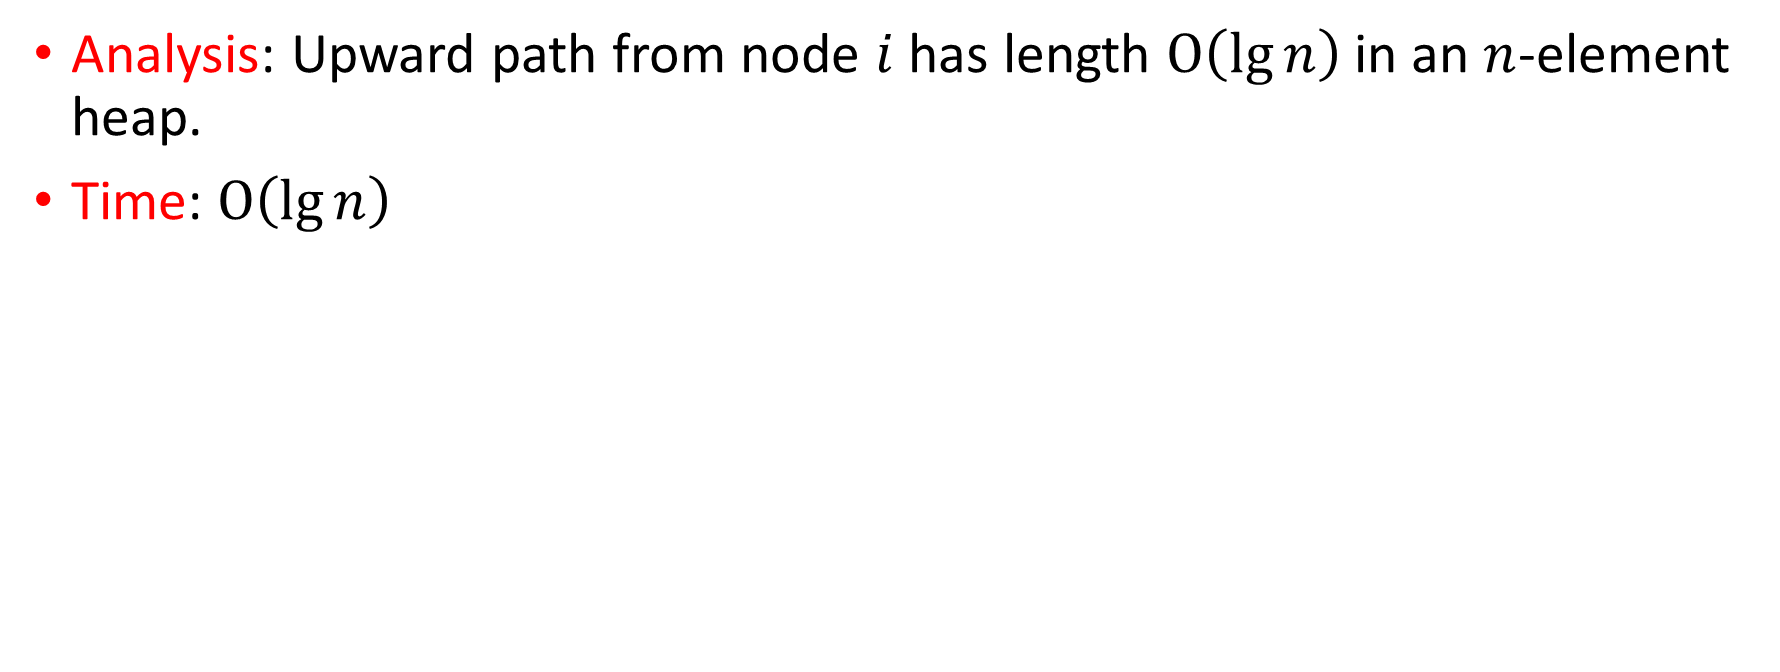 • Analysis: Upward path from node i has length O(lg n) in an n-element
heap.
• Time: O(lg n)